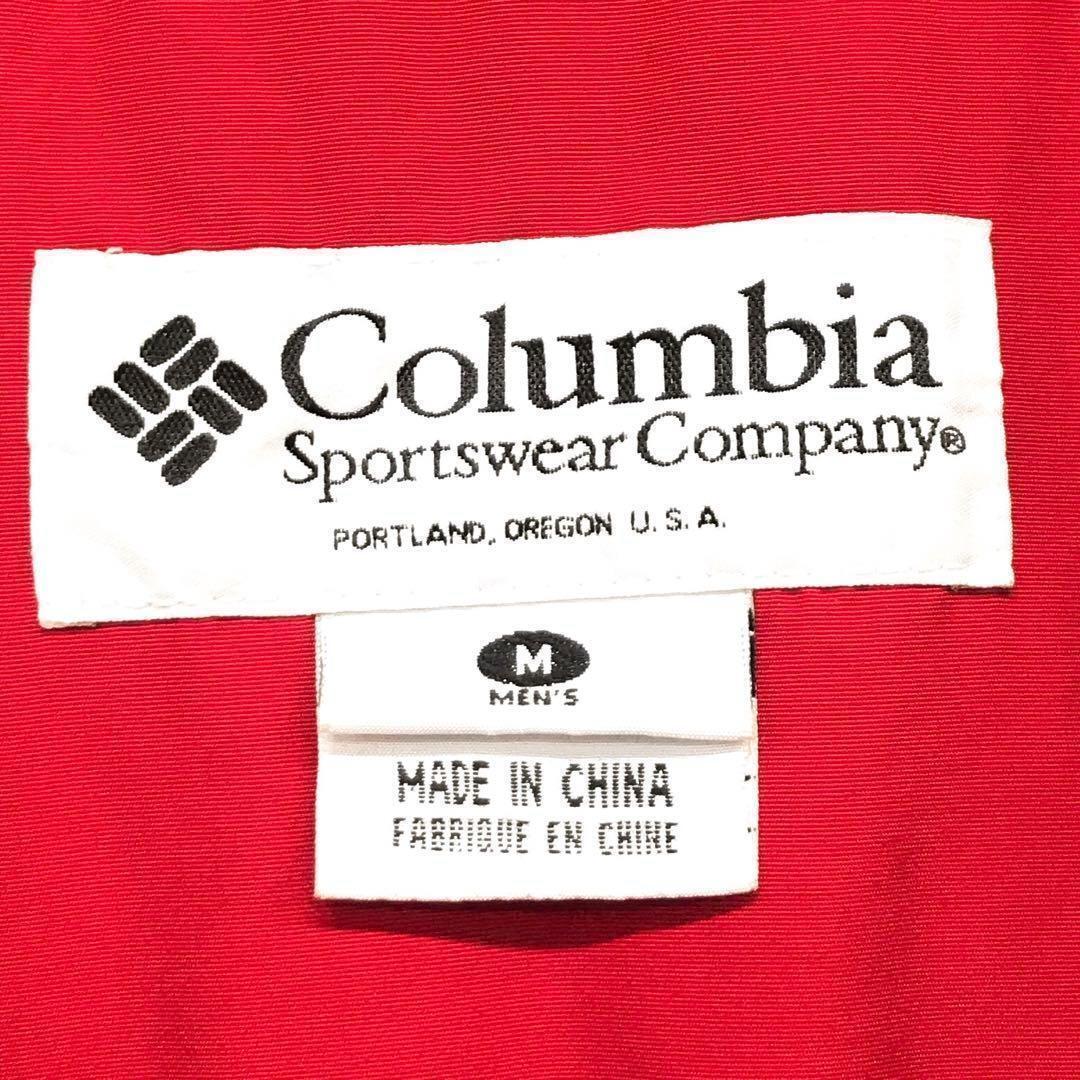 Columbia
Sportswear Company®
PORTLAND, OREGON U.S.A.
M
MEN'S
MADE IN CHINA
FABRIQUE EN CHINE